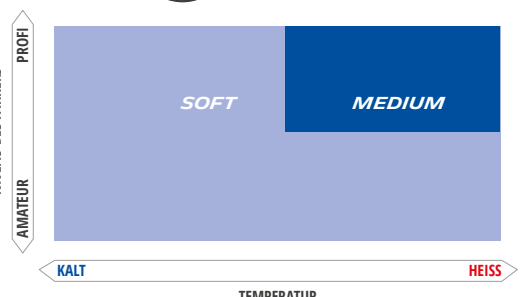 PROFI
SOFT
MEDIUM
AMATEUR
KALT
HEISS
TEMPERATUR